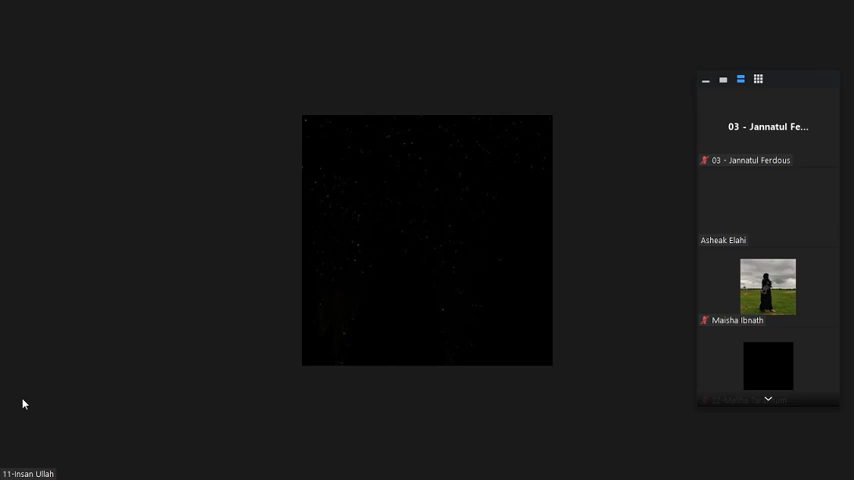 03 - Jannatul Fe...
03 - Jannatul Ferdous
Asheak Elahi
Maisha Ibnath
11-Insan Ullah